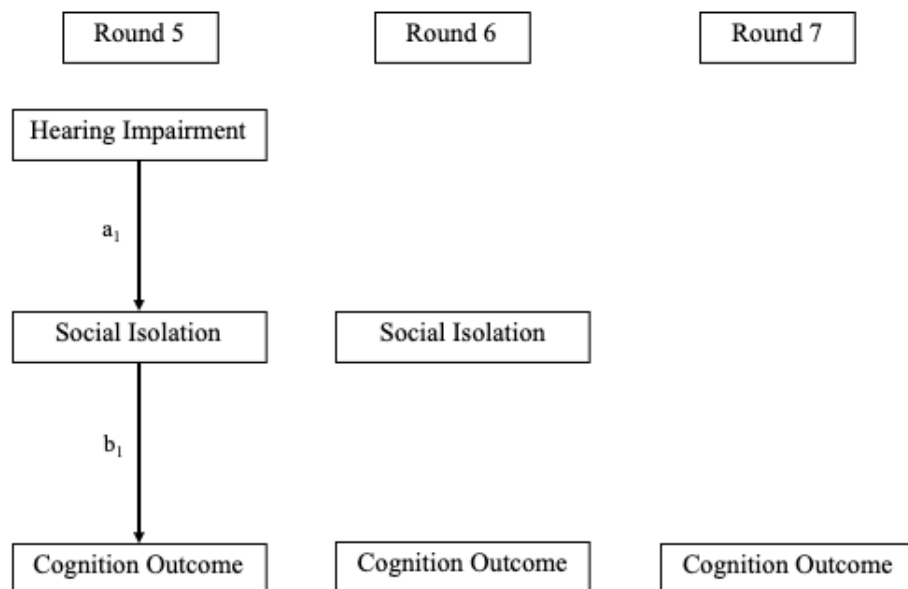 Round 5
Round 6
Round 7
Hearing Impairment
a₁
Social Isolation
Social Isolation
b₁
Cognition Outcome
Cognition Outcome
Cognition Outcome